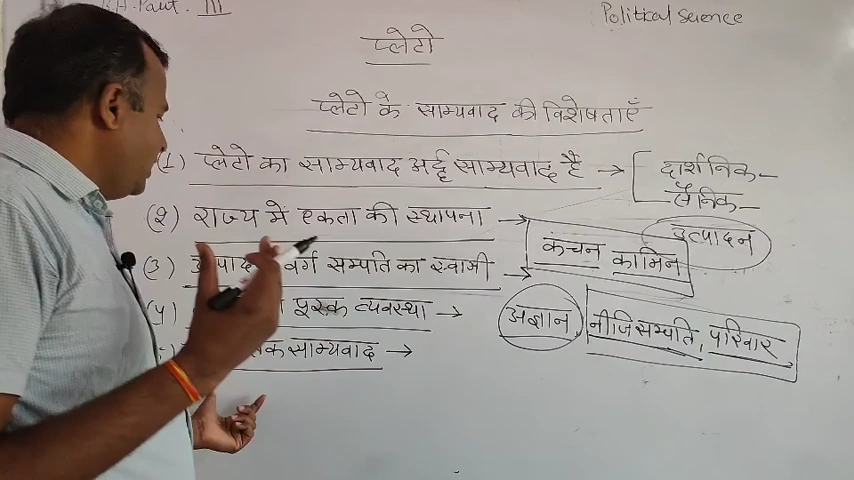 Part. III
Political Science
प्लेटो
प्लेटो के साम्यवाद की विशेषताएँ
(1) प्लेटो का साम्यवाद अर्द्ध साम्यवाद है → दार्शनिक-
सैनिक-
(२) राज्य में एकता की स्थापना → कंचन कामिनि
उत्पादन
(3) वर्ग सम्पति का स्वामी →
पूरक व्यवस्था → अज्ञान, नीजि सम्पति, परिवार
साम्यवाद →